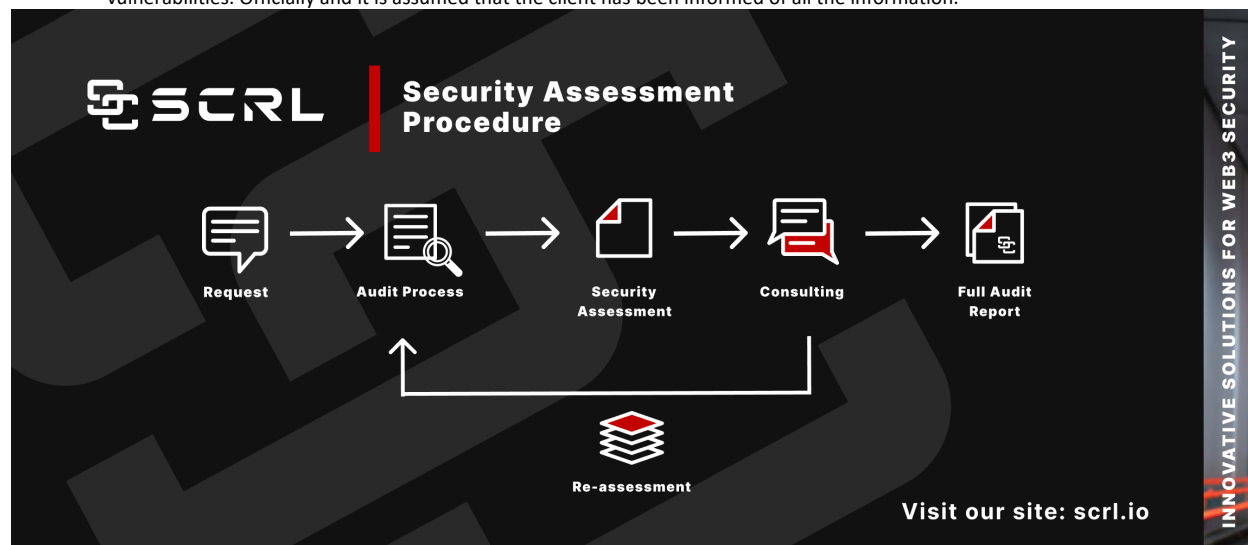 vulnerabilities. Officially and it is assumed that the client has been informed of all the information.
SCRL
Security Assessment
Procedure
Request
Audit Process
Security
Assessment
Consulting
Full Audit
Report
Re-assessment
Visit our site: scrl.io
INNOVATIVE SOLUTIONS FOR WEB3 SECURITY